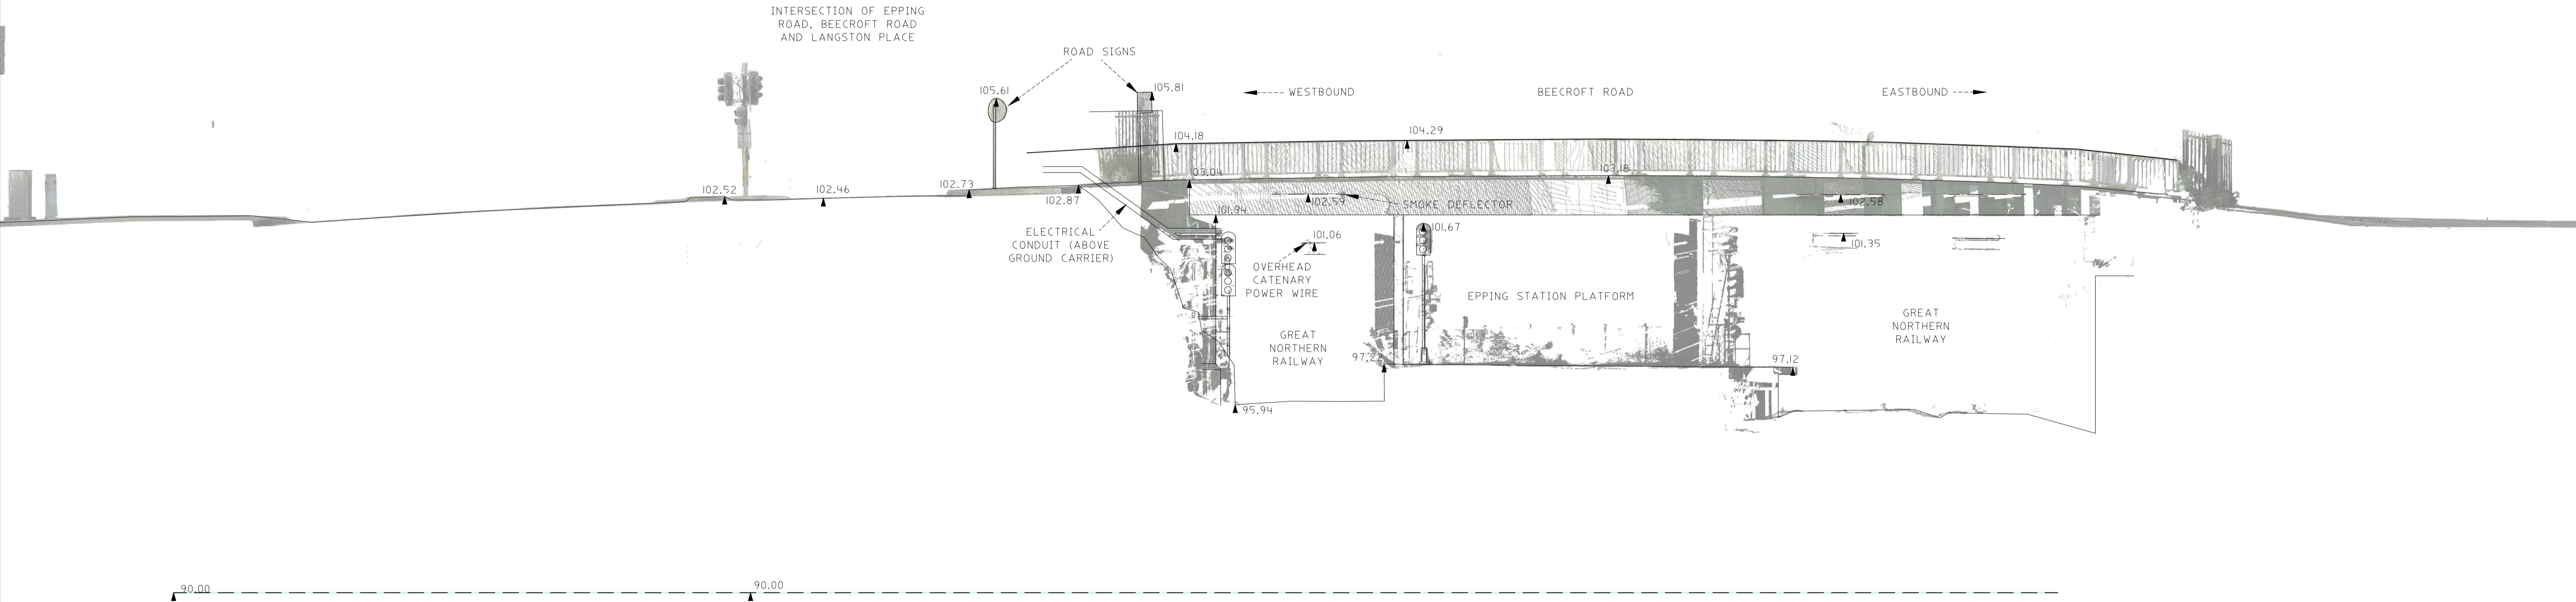 INTERSECTION OF EPPING
ROAD, BEECROFT ROAD
AND LANGSTON PLACE
ROAD SIGNS
105.61
105.81
WESTBOUND
BEECROFT ROAD
EASTBOUND
104.18
104.29
102.52
102.46
102.73
102.87
103.04
103.18
102.59
SMOKE DEFLECTOR
102.58
101.94
101.67
ELECTRICAL
CONDUIT (ABOVE
GROUND CARRIER)
101.06
101.35
OVERHEAD
CATENARY
POWER WIRE
EPPING STATION PLATFORM
GREAT
NORTHERN
RAILWAY
GREAT
NORTHERN
RAILWAY
97.22
97.12
95.94
90.00
90.00